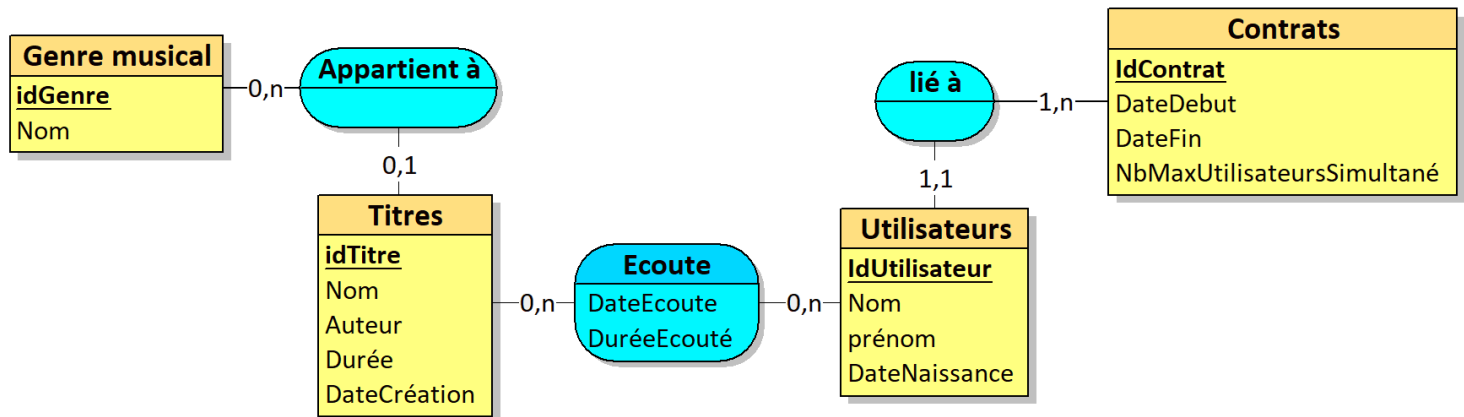 Genre musical
idGenre
Nom
0,n
Appartient à
0,1
Titres
idTitre
Nom
Auteur
Durée
DateCréation
0,n
Ecoute
DateEcoute
DuréeEcouté
0,n
Utilisateurs
IdUtilisateur
Nom
prénom
DateNaissance
1,1
lié à
1,n
Contrats
IdContrat
DateDebut
DateFin
NbMaxUtilisateursSimultané